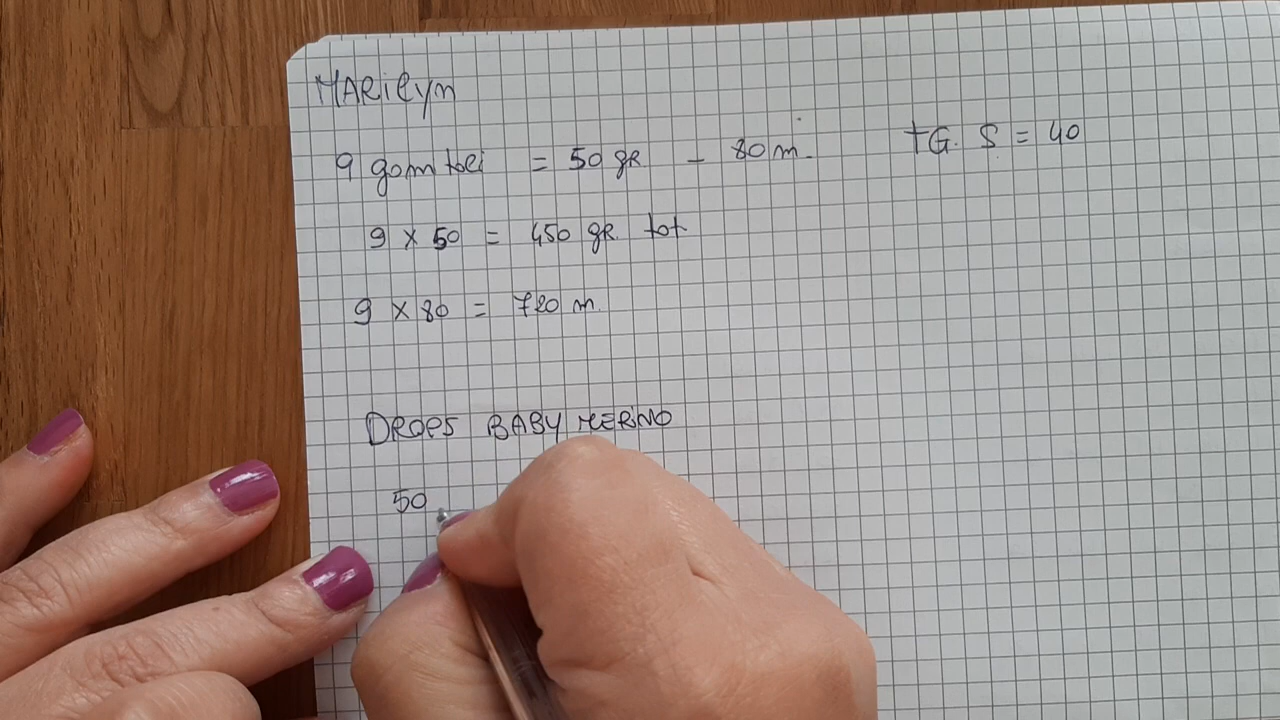 MARilyn
9 gomitoli = 50 gR. - 80 m. tG. S = 40
9 x 50 = 450 gR. tot
9 x 80 = 720 m.
DROPS BABY MERiNO
50